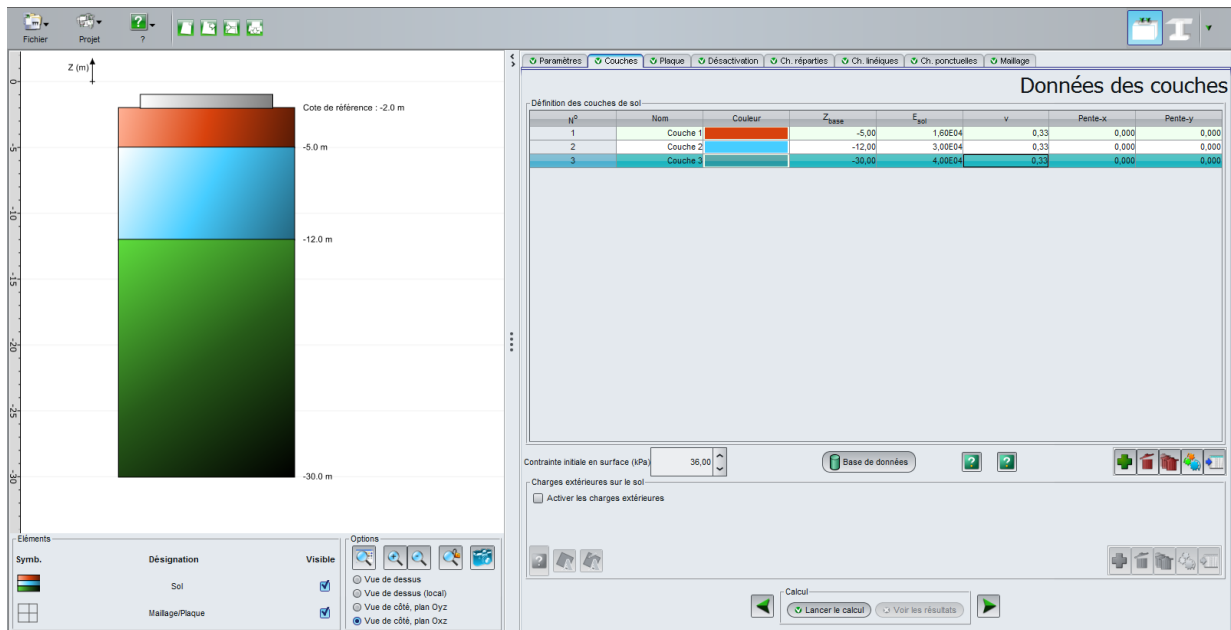 Fichier
Projet
?
Z (m)
0
-5
-10
-15
-20
-25
-30
Cote de référence : -2.0 m
-5.0 m
-12.0 m
-30.0 m
Eléments
Symb. Désignation Visible
Sol
Maillage/Plaque
Options
Vue de dessus
Vue de dessus (local)
Vue de côté, plan Oyz
Vue de côté, plan Oxz
Paramètres Couches Plaque Désactivation Ch. réparties Ch. linéiques Ch. ponctuelles Maillage
Données des couches
Définition des couches de sol
N° Nom Couleur Zbase Esol ν Pente-x Pente-y
1 Couche 1 -5,00 1,60E04 0,33 0,000 0,000
2 Couche 2 -12,00 3,00E04 0,33 0,000 0,000
3 Couche 3 -30,00 4,00E04 0,33 0,000 0,000
Contrainte initiale en surface (kPa) 36,00 Base de données ? ?
Charges extérieures sur le sol
Activer les charges extérieures
?
Calcul
Lancer le calcul Voir les résultats